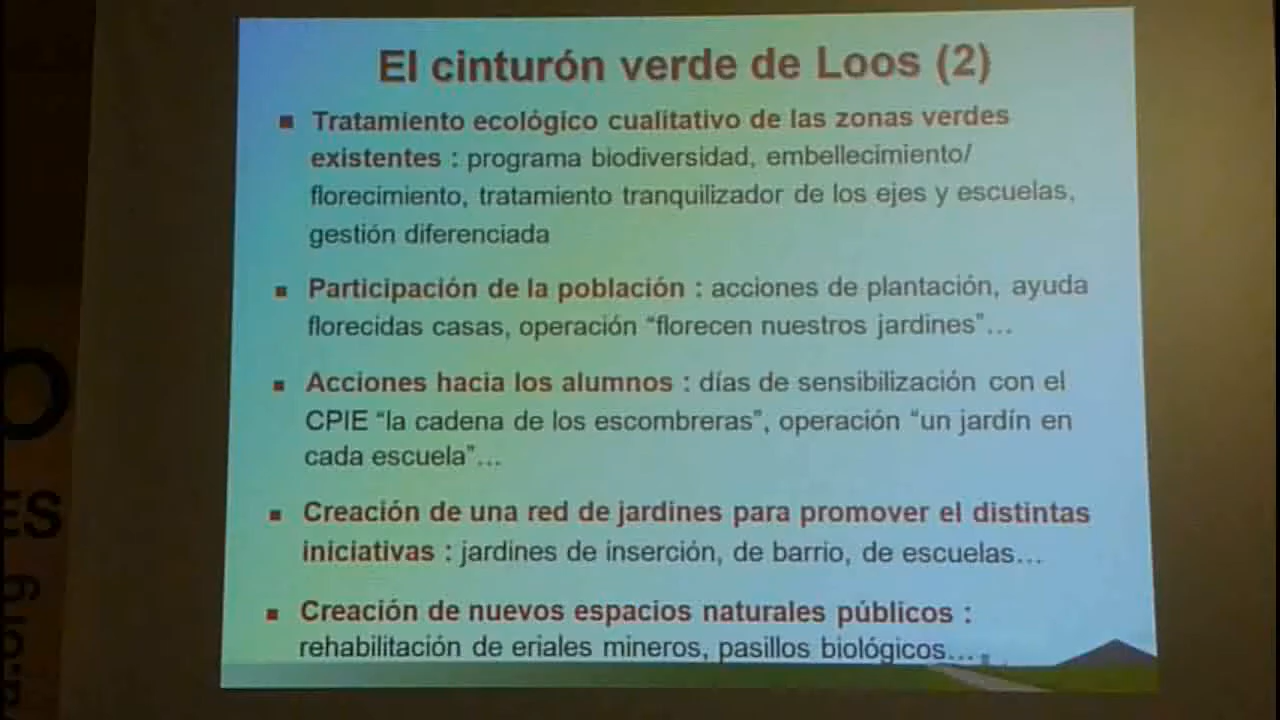 El cinturón verde de Loos (2)
▪ Tratamiento ecológico cualitativo de las zonas verdes
existentes : programa biodiversidad, embellecimiento/
florecimiento, tratamiento tranquilizador de los ejes y escuelas,
gestión diferenciada
▪ Participación de la población : acciones de plantación, ayuda
florecidas casas, operación “florecen nuestros jardines”…
▪ Acciones hacia los alumnos : días de sensibilización con el
CPIE “la cadena de los escombreras”, operación “un jardín en
cada escuela”…
▪ Creación de una red de jardines para promover el distintas
iniciativas : jardines de inserción, de barrio, de escuelas…
▪ Creación de nuevos espacios naturales públicos :
rehabilitación de eriales mineros, pasillos biológicos…
O
ES
a.org